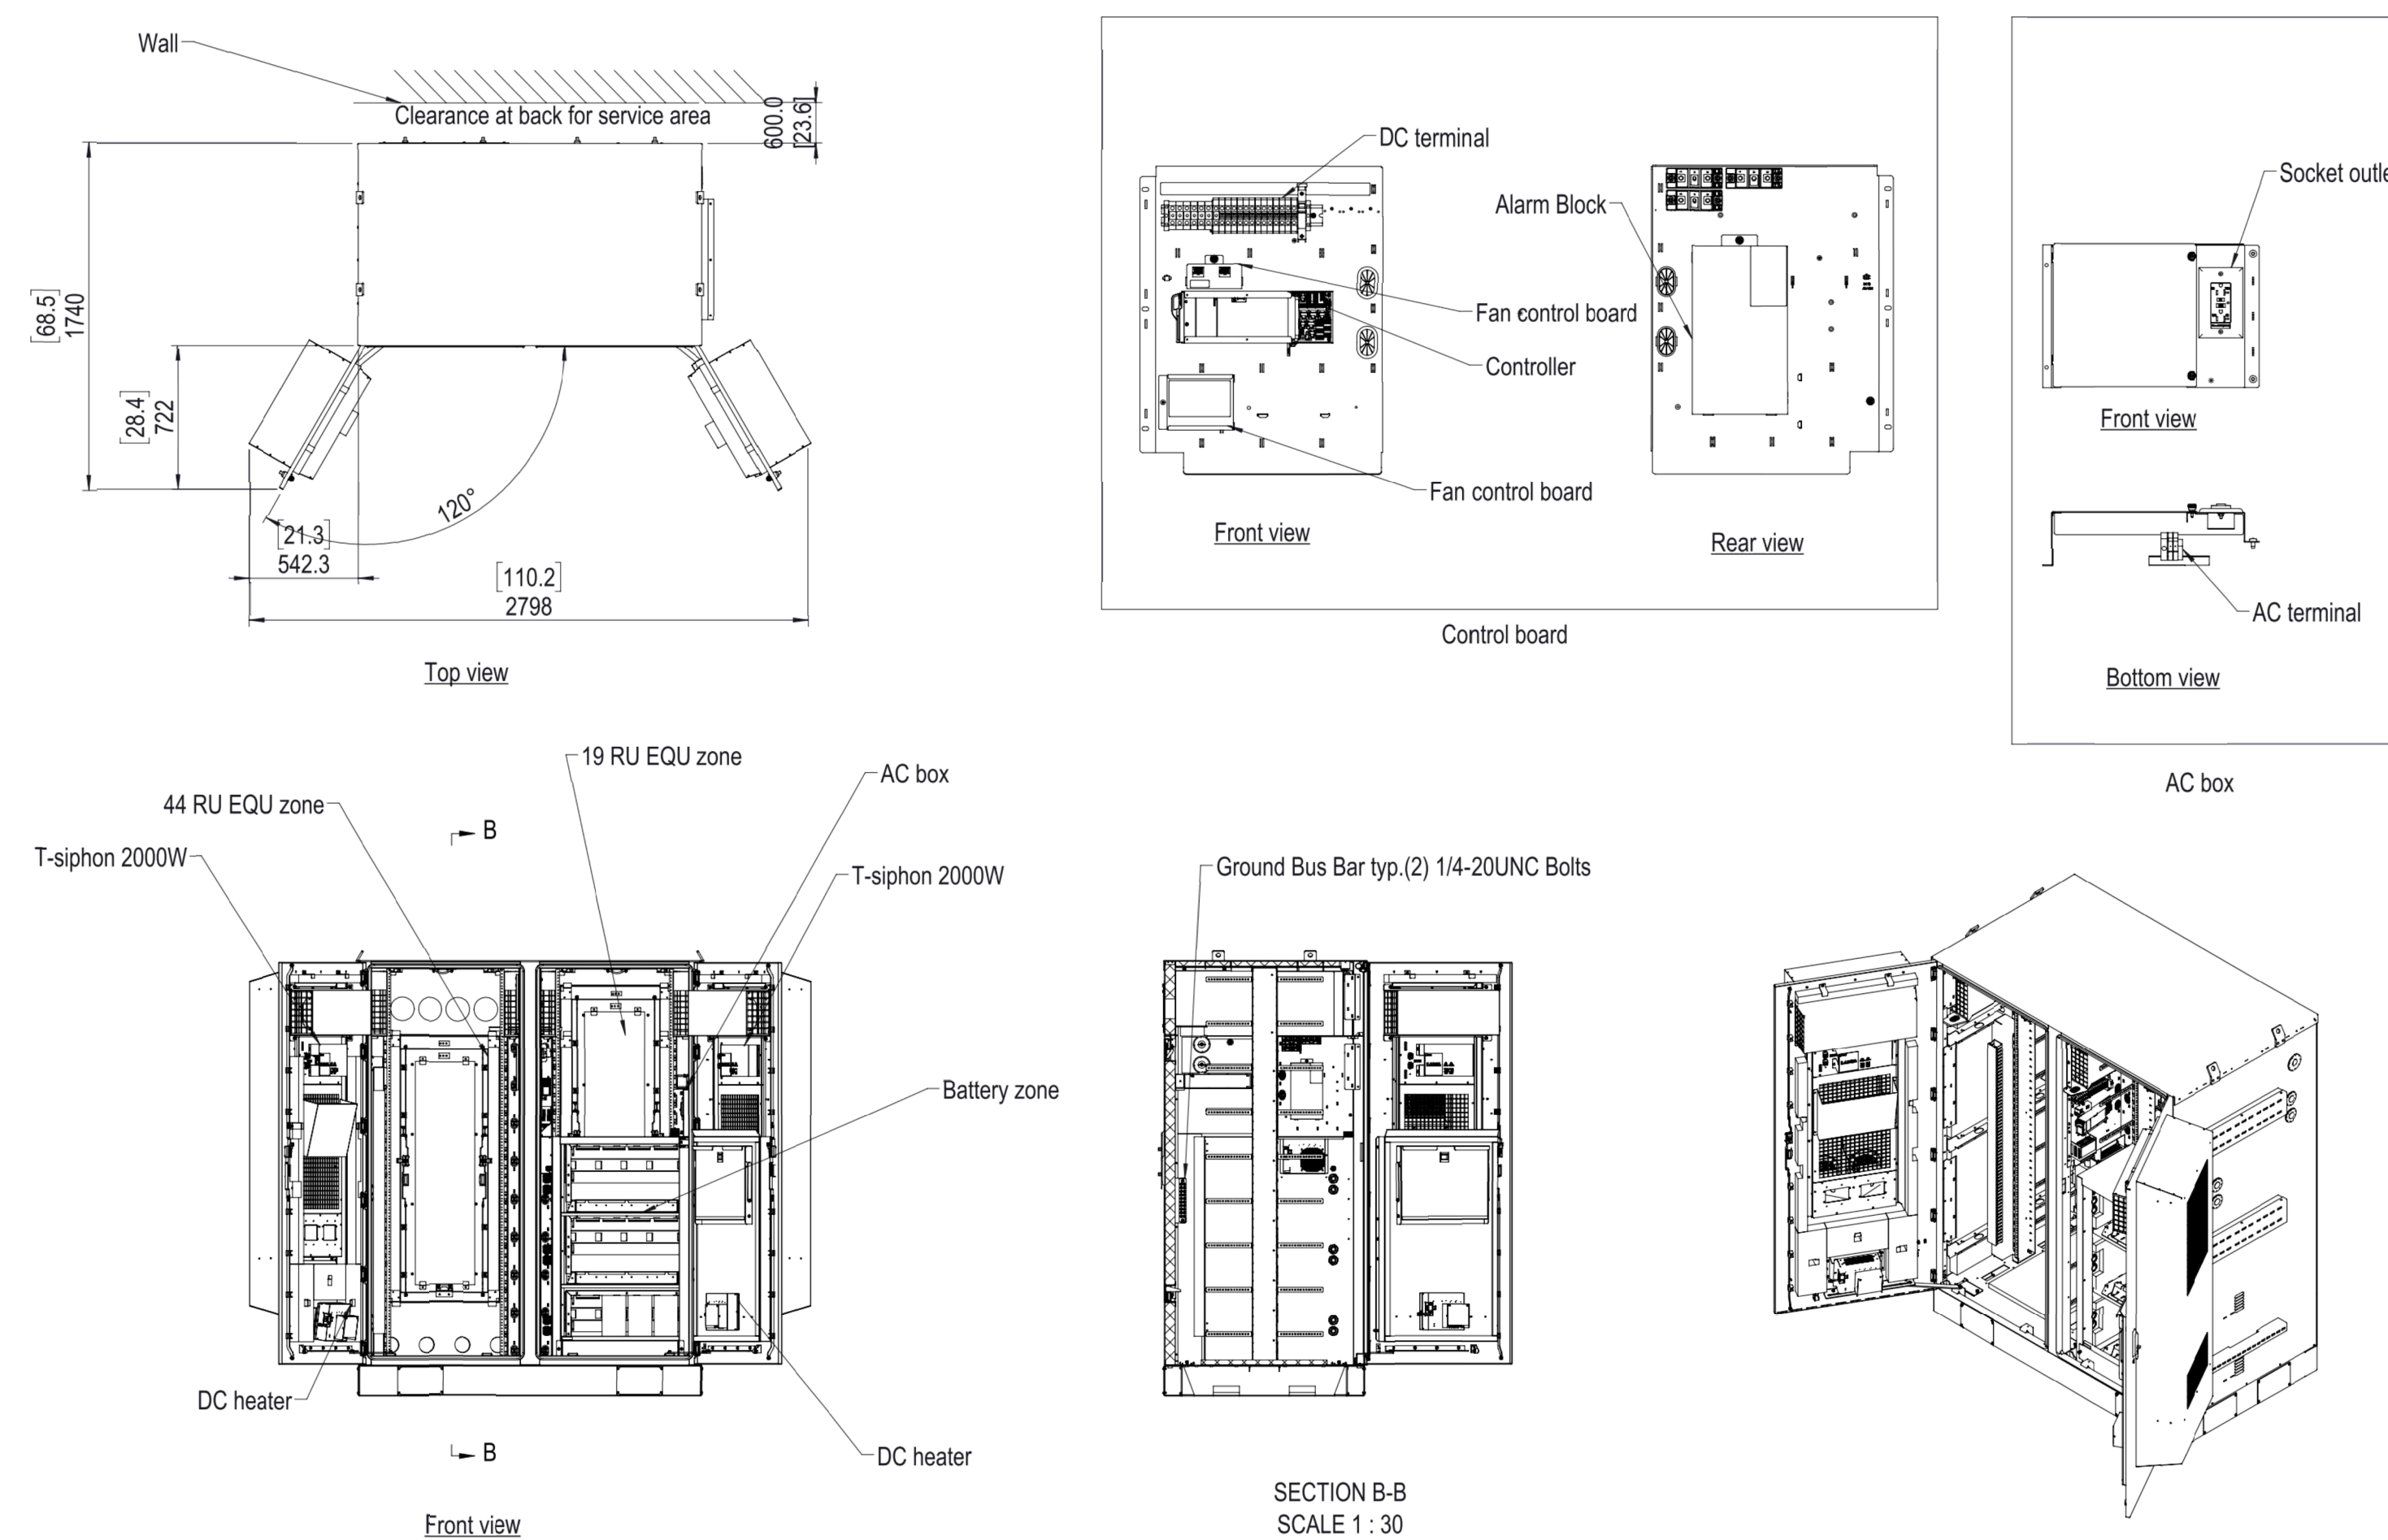 Wall
Clearance at back for service area
600.0
[23.6]
[68.5]
1740
[28.4]
722
120°
[21.3]
542.3
[110.2]
2798
Top view
DC terminal
Alarm Block
Fan control board
Controller
Fan control board
Front view
Rear view
Control board
Socket outle
Front view
AC terminal
Bottom view
AC box
19 RU EQU zone
AC box
44 RU EQU zone
B
T-siphon 2000W
T-siphon 2000W
Battery zone
DC heater
DC heater
B
Front view
Ground Bus Bar typ.(2) 1/4-20UNC Bolts
SECTION B-B
SCALE 1 : 30